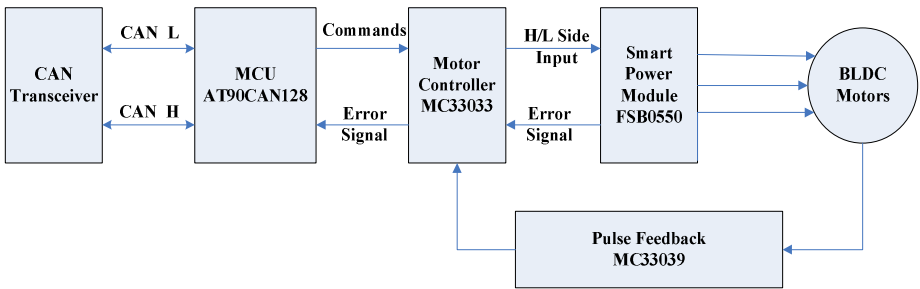 CAN
Transceiver
CAN L
CAN H
MCU
AT90CAN128
Commands
Error
Signal
Motor
Controller
MC33033
H/L Side
Input
Error
Signal
Smart
Power
Module
FSB0550
BLDC
Motors
Pulse Feedback
MC33039